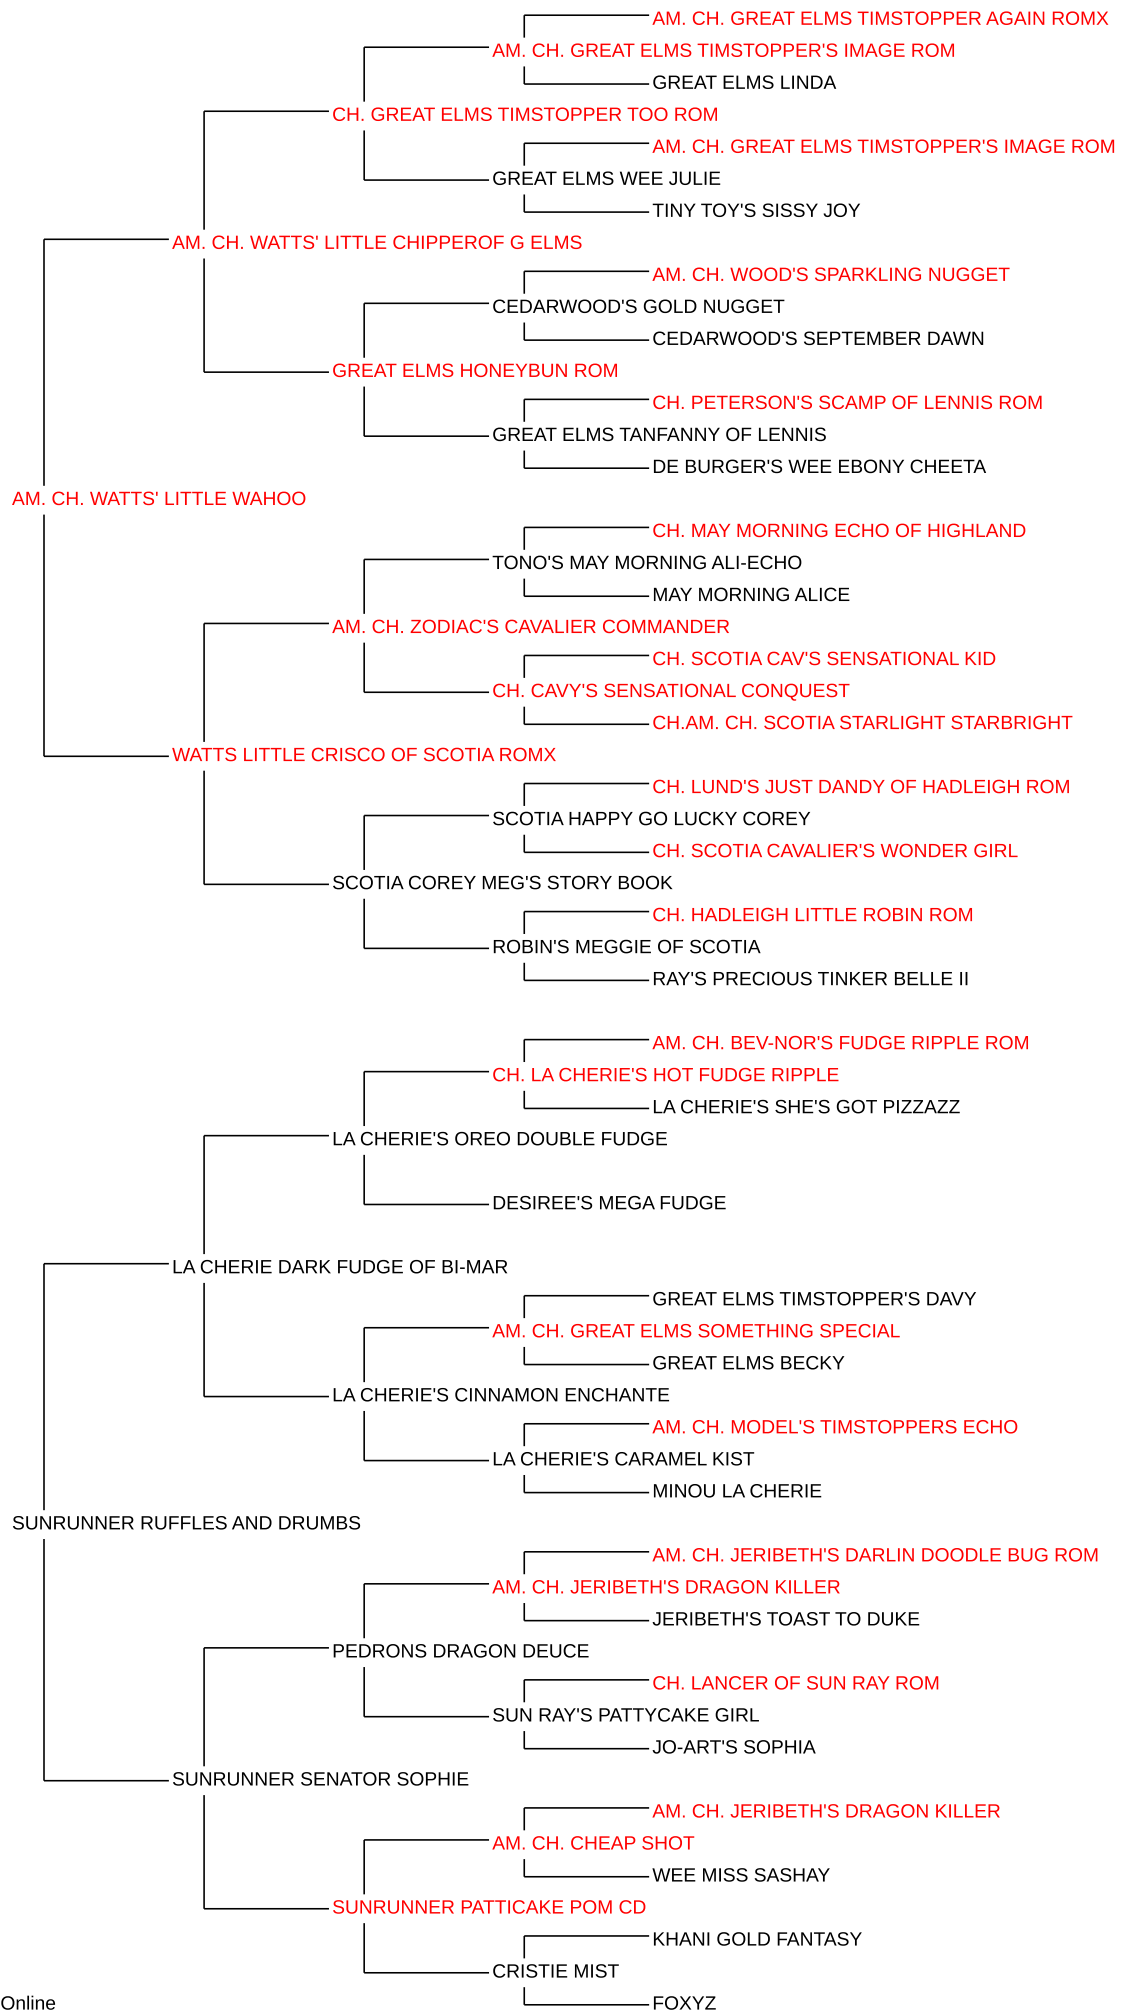 AM. CH. GREAT ELMS TIMSTOPPER AGAIN ROMX
AM. CH. GREAT ELMS TIMSTOPPER'S IMAGE ROM
GREAT ELMS LINDA
CH. GREAT ELMS TIMSTOPPER TOO ROM
AM. CH. GREAT ELMS TIMSTOPPER'S IMAGE ROM
GREAT ELMS WEE JULIE
TINY TOY'S SISSY JOY
AM. CH. WATTS' LITTLE CHIPPEROF G ELMS
AM. CH. WOOD'S SPARKLING NUGGET
CEDARWOOD'S GOLD NUGGET
CEDARWOOD'S SEPTEMBER DAWN
GREAT ELMS HONEYBUN ROM
CH. PETERSON'S SCAMP OF LENNIS ROM
GREAT ELMS TANFANNY OF LENNIS
DE BURGER'S WEE EBONY CHEETA
AM. CH. WATTS' LITTLE WAHOO
CH. MAY MORNING ECHO OF HIGHLAND
TONO'S MAY MORNING ALI-ECHO
MAY MORNING ALICE
AM. CH. ZODIAC'S CAVALIER COMMANDER
CH. SCOTIA CAV'S SENSATIONAL KID
CH. CAVY'S SENSATIONAL CONQUEST
CH.AM. CH. SCOTIA STARLIGHT STARBRIGHT
WATTS LITTLE CRISCO OF SCOTIA ROMX
CH. LUND'S JUST DANDY OF HADLEIGH ROM
SCOTIA HAPPY GO LUCKY COREY
CH. SCOTIA CAVALIER'S WONDER GIRL
SCOTIA COREY MEG'S STORY BOOK
CH. HADLEIGH LITTLE ROBIN ROM
ROBIN'S MEGGIE OF SCOTIA
RAY'S PRECIOUS TINKER BELLE II
AM. CH. BEV-NOR'S FUDGE RIPPLE ROM
CH. LA CHERIE'S HOT FUDGE RIPPLE
LA CHERIE'S SHE'S GOT PIZZAZZ
LA CHERIE'S OREO DOUBLE FUDGE
DESIREE'S MEGA FUDGE
LA CHERIE DARK FUDGE OF BI-MAR
GREAT ELMS TIMSTOPPER'S DAVY
AM. CH. GREAT ELMS SOMETHING SPECIAL
GREAT ELMS BECKY
LA CHERIE'S CINNAMON ENCHANTE
AM. CH. MODEL'S TIMSTOPPERS ECHO
LA CHERIE'S CARAMEL KIST
MINOU LA CHERIE
SUNRUNNER RUFFLES AND DRUMBS
AM. CH. JERIBETH'S DARLIN DOODLE BUG ROM
AM. CH. JERIBETH'S DRAGON KILLER
JERIBETH'S TOAST TO DUKE
PEDRONS DRAGON DEUCE
CH. LANCER OF SUN RAY ROM
SUN RAY'S PATTYCAKE GIRL
JO-ART'S SOPHIA
SUNRUNNER SENATOR SOPHIE
AM. CH. JERIBETH'S DRAGON KILLER
AM. CH. CHEAP SHOT
WEE MISS SASHAY
SUNRUNNER PATTICAKE POM CD
KHANI GOLD FANTASY
CRISTIE MIST
FOXYZ
Online